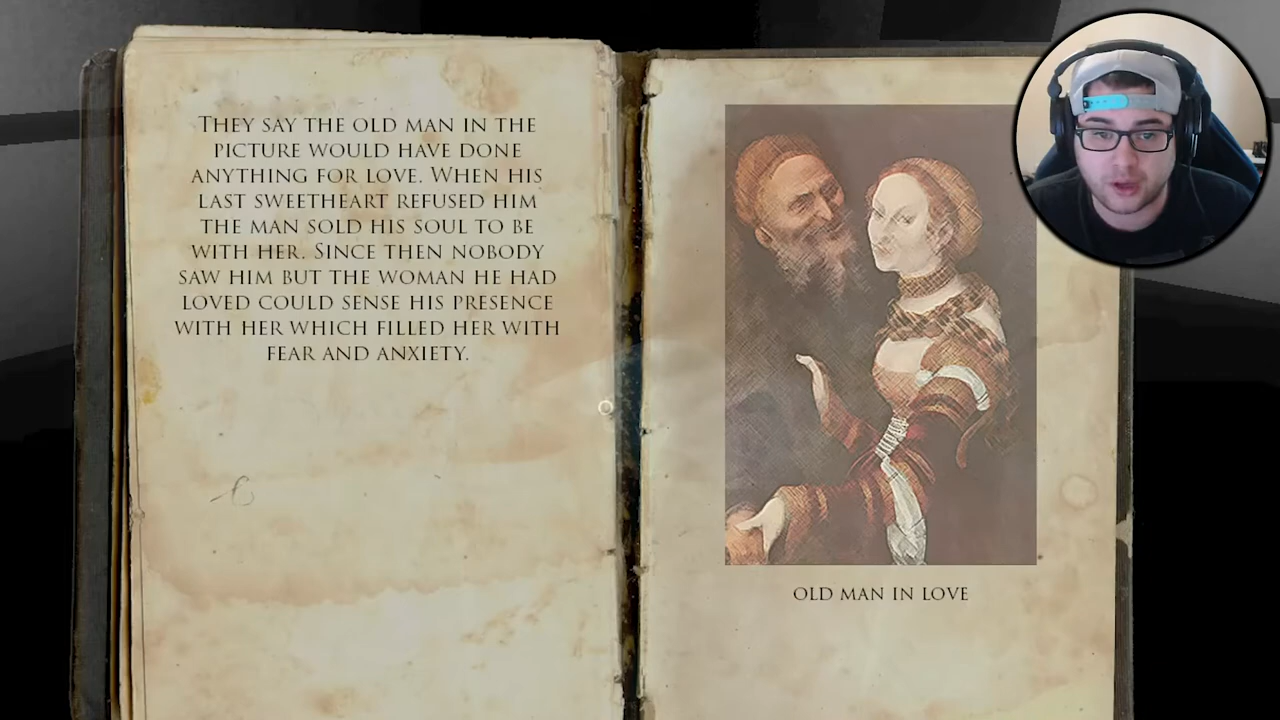 They say the old man in the
picture would have done
anything for love. When his
last sweetheart refused him
the man sold his soul to be
with her. Since then nobody
saw him but the woman he had
loved could sense his presence
with her which filled her with
fear and anxiety.
old man in love